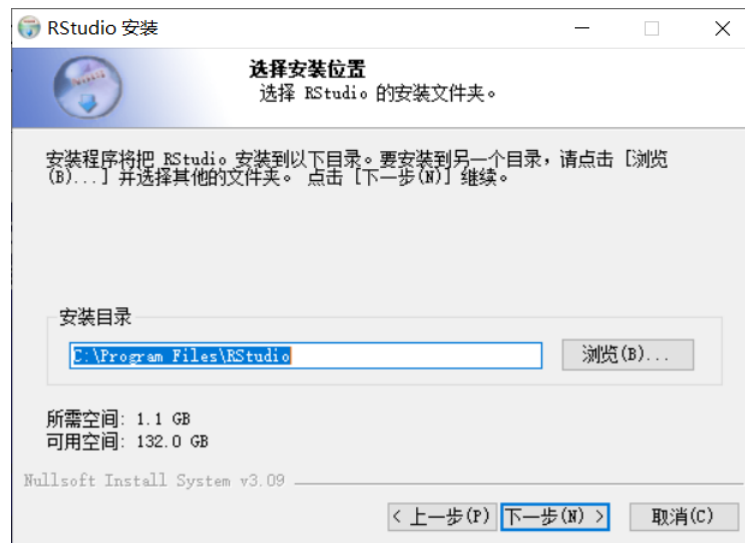 RStudio 安装
选择安装位置
选择 RStudio 的安装文件夹。
安装程序将把 RStudio 安装到以下目录。要安装到另一个目录，请点击 [浏览
(B)...] 并选择其他的文件夹。 点击 [下一步(N)] 继续。
安装目录
C:\Program Files\RStudio
浏览(B)...
所需空间: 1.1 GB
可用空间: 132.0 GB
Nullsoft Install System v3.09
< 上一步(P) 下一步(N) > 取消(C)